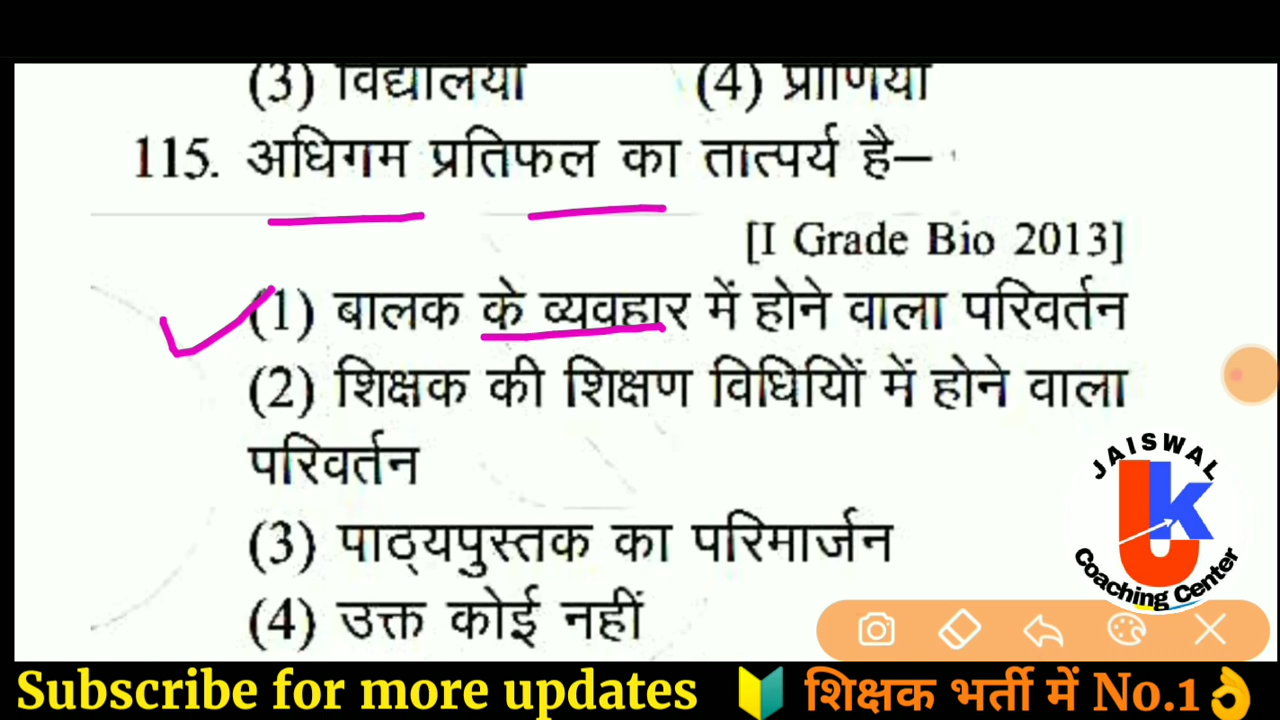 (3) विद्यालयों (4) प्राणियों
115. अधिगम प्रतिफल का तात्पर्य है–
[I Grade Bio 2013]
(1) बालक के व्यवहार में होने वाला परिवर्तन
(2) शिक्षक की शिक्षण विधियिों में होने वाला
परिवर्तन
(3) पाठ्यपुस्तक का परिमार्जन
(4) उक्त कोई नहीं
JAISWAL
JK
Coaching Center
Subscribe for more updates 🔰 शिक्षक भर्ती में No.1👌